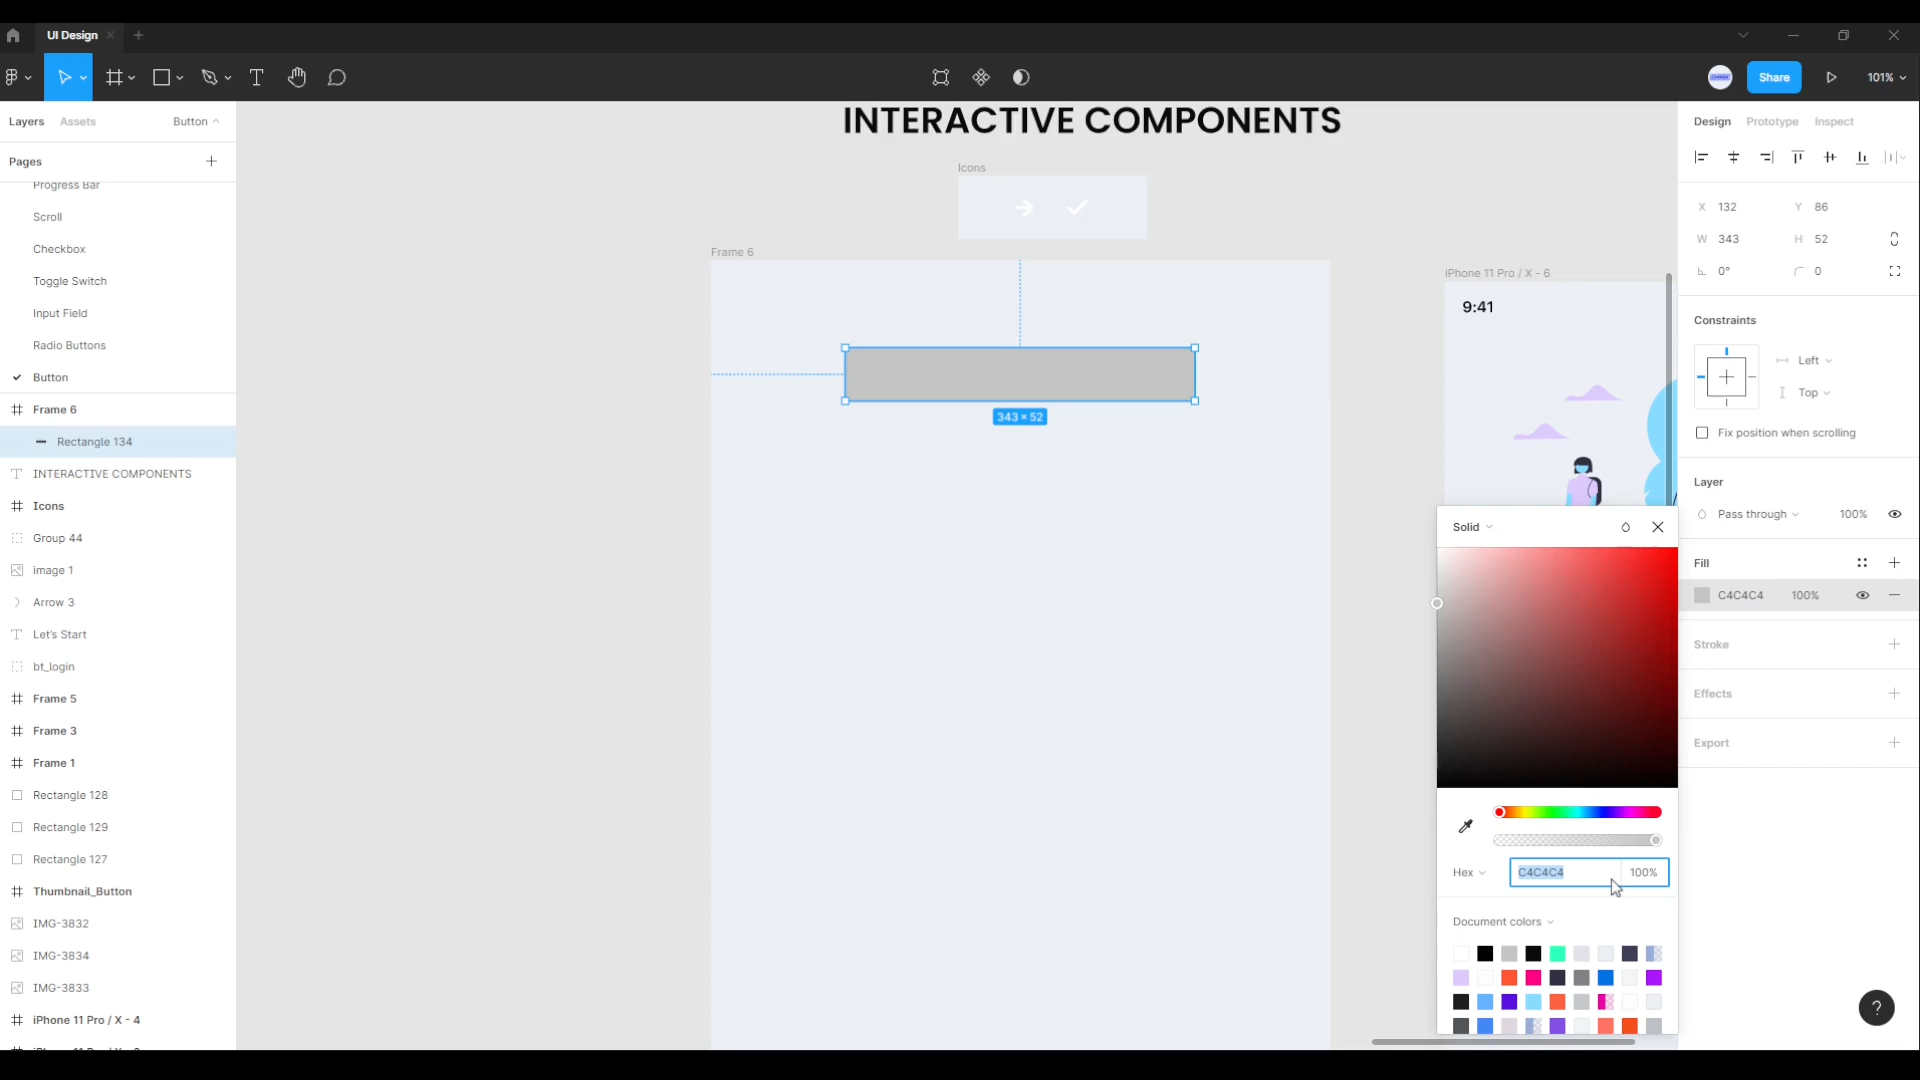 UI Design
Share
101%
Layers
Assets
Button
Pages
Progress Bar
Scroll
Checkbox
Toggle Switch
Input Field
Radio Buttons
Button
Frame 6
Rectangle 134
INTERACTIVE COMPONENTS
Icons
Group 44
image 1
Arrow 3
Let's Start
bt_login
Frame 5
Frame 3
Frame 1
Rectangle 128
Rectangle 129
Rectangle 127
Thumbnail_Button
IMG-3832
IMG-3834
IMG-3833
iPhone 11 Pro / X - 4
INTERACTIVE COMPONENTS
Icons
Frame 6
343 × 52
iPhone 11 Pro / X - 6
9:41
Solid
Hex
C4C4C4
100%
Document colors
Design
Prototype
Inspect
X 132
Y 86
W 343
H 52
0°
0
Constraints
Left
Top
Fix position when scrolling
Layer
Pass through
100%
Fill
C4C4C4
100%
Stroke
Effects
Export
?